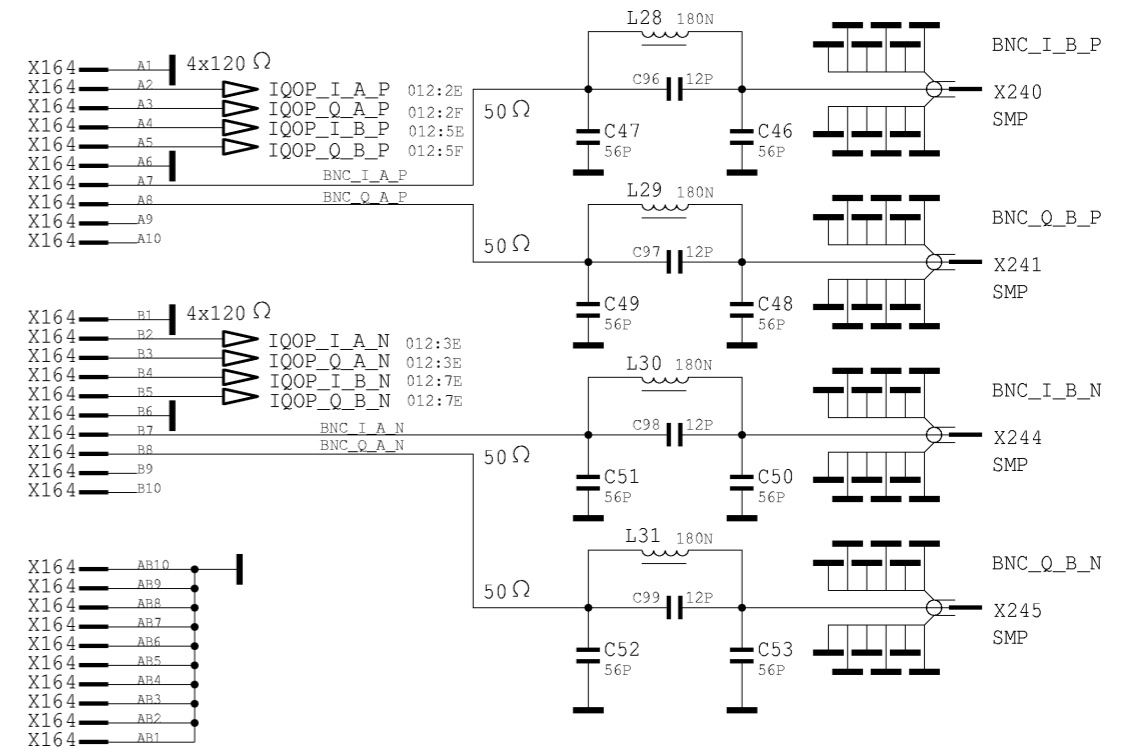 L28 180N
BNC_I_B_P
4x120 Ω
X164 A1
X164 A2 IQOP_I_A_P 012:2E
C96 12P
X240
X164 A3 IQOP_Q_A_P 012:2F
50 Ω
SMP
X164 A4 IQOP_I_B_P 012:5E
C47 C46
X164 A5 IQOP_Q_B_P 012:5F
56P 56P
X164 A6
X164 A7 BNC_I_A_P
L29 180N
X164 A8 BNC_Q_A_P
BNC_Q_B_P
X164 A9
X164 A10
50 Ω
C97 12P
X241
SMP
C49 C48
56P 56P
4x120 Ω
X164 B1
X164 B2 IQOP_I_A_N 012:3E
X164 B3 IQOP_Q_A_N 012:3E
L30 180N
X164 B4 IQOP_I_B_N 012:7E
BNC_I_B_N
X164 B5 IQOP_Q_B_N 012:7E
X164 B6
X164 B7 BNC_I_A_N
C98 12P
X244
X164 B8 BNC_Q_A_N
50 Ω
SMP
X164 B9
C51 C50
X164 B10
56P 56P
L31 180N
X164 AB10
BNC_Q_B_N
X164 AB9
50 Ω
X164 AB8
C99 12P
X245
X164 AB7
SMP
X164 AB6
C52 C53
X164 AB5
56P 56P
X164 AB4
X164 AB3
X164 AB2
X164 AB1